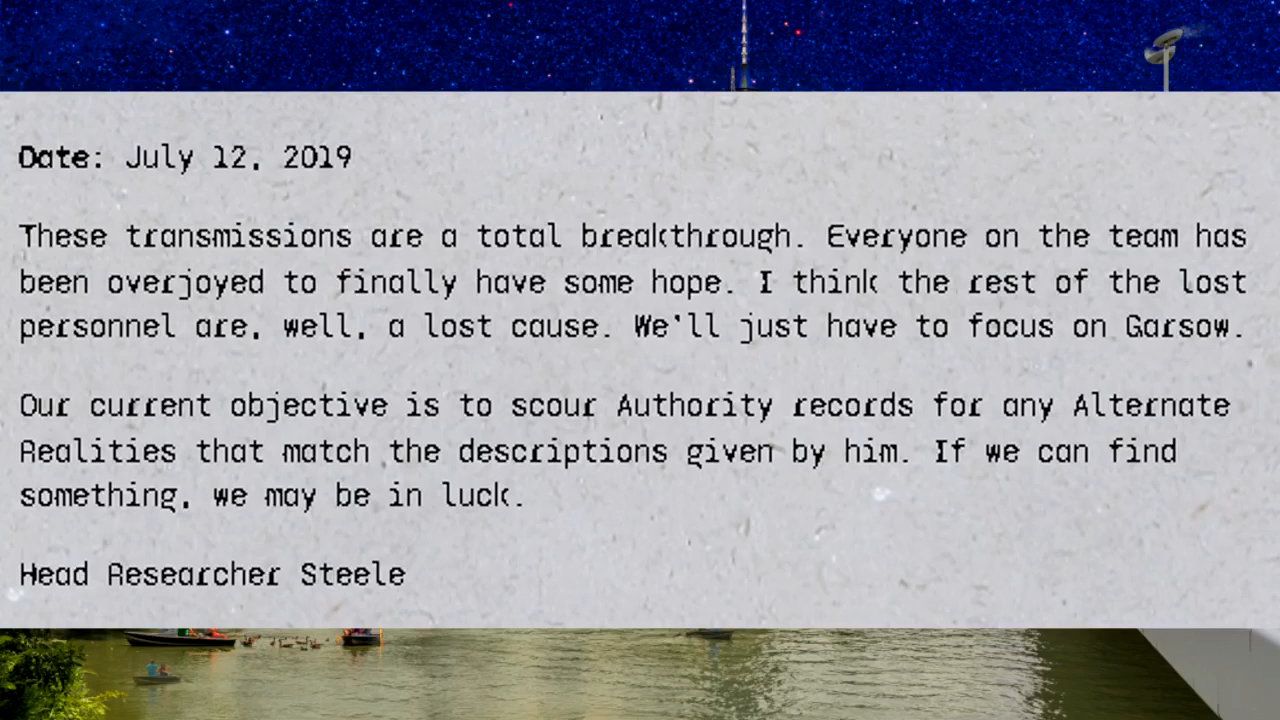 Date: July 12, 2019
These transmissions are a total breakthrough. Everyone on the team has
been overjoyed to finally have some hope. I think the rest of the lost
personnel are, well, a lost cause. We'll just have to focus on Garsow.
Our current objective is to scour Authority records for any Alternate
Realities that match the descriptions given by him. If we can find
something, we may be in luck.
Head Researcher Steele